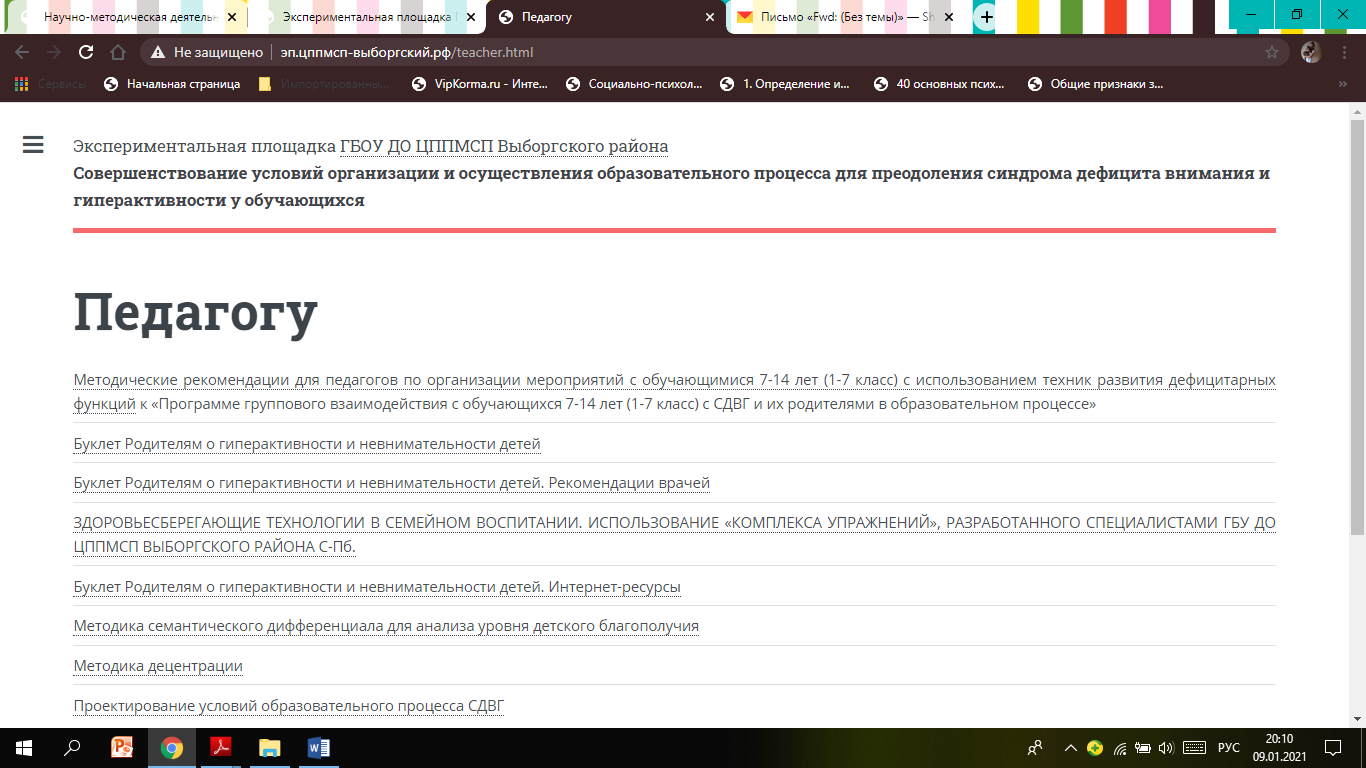 Научно-методическая деятельн
Экспериментальная площадка
Педагогу
Письмо «Fwd: (Без темы)» — Sh
Не защищено эп.цппмсп-выборгский.рф/teacher.html
Сервисы
Начальная страница
Импортированны...
VipKorma.ru - Инте...
Социально-психол...
1. Определение и...
40 основных псих...
Общие признаки з...
Экспериментальная площадка ГБОУ ДО ЦППМСП Выборгского района
Совершенствование условий организации и осуществления образовательного процесса для преодоления синдрома дефицита внимания и
гиперактивности у обучающихся
Педагогу
Методические рекомендации для педагогов по организации мероприятий с обучающимися 7-14 лет (1-7 класс) с использованием техник развития дефицитарных
функций к «Программе группового взаимодействия с обучающихся 7-14 лет (1-7 класс) с СДВГ и их родителями в образовательном процессе»
Буклет Родителям о гиперактивности и невнимательности детей
Буклет Родителям о гиперактивности и невнимательности детей. Рекомендации врачей
ЗДОРОВЬЕСБЕРЕГАЮЩИЕ ТЕХНОЛОГИИ В СЕМЕЙНОМ ВОСПИТАНИИ. ИСПОЛЬЗОВАНИЕ «КОМПЛЕКСА УПРАЖНЕНИЙ», РАЗРАБОТАННОГО СПЕЦИАЛИСТАМИ ГБУ ДО
ЦППМСП ВЫБОРГСКОГО РАЙОНА С-Пб.
Буклет Родителям о гиперактивности и невнимательности детей. Интернет-ресурсы
Методика семантического дифференциала для анализа уровня детского благополучия
Методика децентрации
Проектирование условий образовательного процесса СДВГ
РУС
20:10
09.01.2021